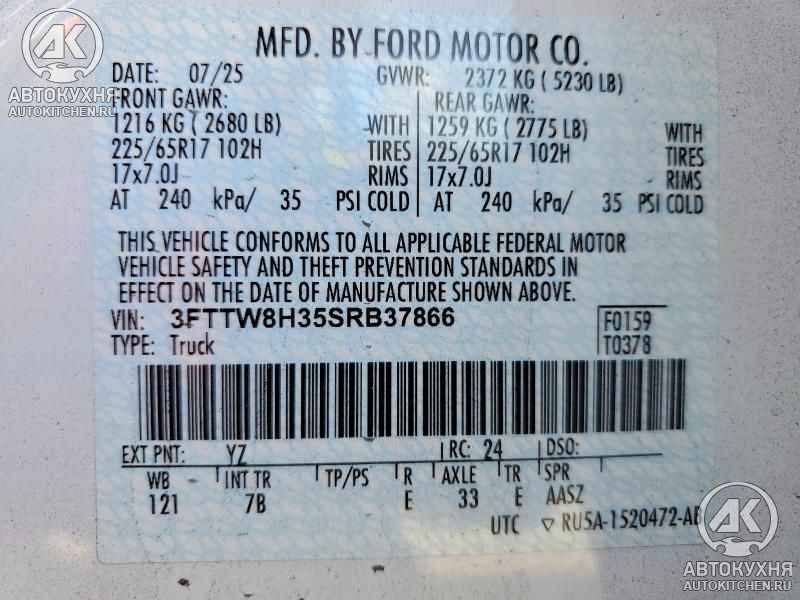 MFD. BY FORD MOTOR CO.
DATE: 07/25 GVWR: 2372 KG ( 5230 LB)
FRONT GAWR: REAR GAWR:
1216 KG ( 2680 LB) WITH 1259 KG ( 2775 LB) WITH
225/65R17 102H TIRES 225/65R17 102H TIRES
17x7.0J RIMS 17x7.0J RIMS
AT 240 kPa/ 35 PSI COLD AT 240 kPa/ 35 PSI COLD
THIS VEHICLE CONFORMS TO ALL APPLICABLE FEDERAL MOTOR
VEHICLE SAFETY AND THEFT PREVENTION STANDARDS IN
EFFECT ON THE DATE OF MANUFACTURE SHOWN ABOVE.
VIN: 3FTTW8H35SRB37866 F0159
TYPE: Truck T0378
EXT PNT: YZ RC: 24 DSO:
WB INT TR TP/PS R AXLE TR SPR
121 7B E 33 E AASZ
UTC ▽ RU5A-1520472-AB
АК
АВТОКУХНЯ
AUTOKITCHEN.RU
АК
АВТОКУХНЯ
AUTOKITCHEN.RU